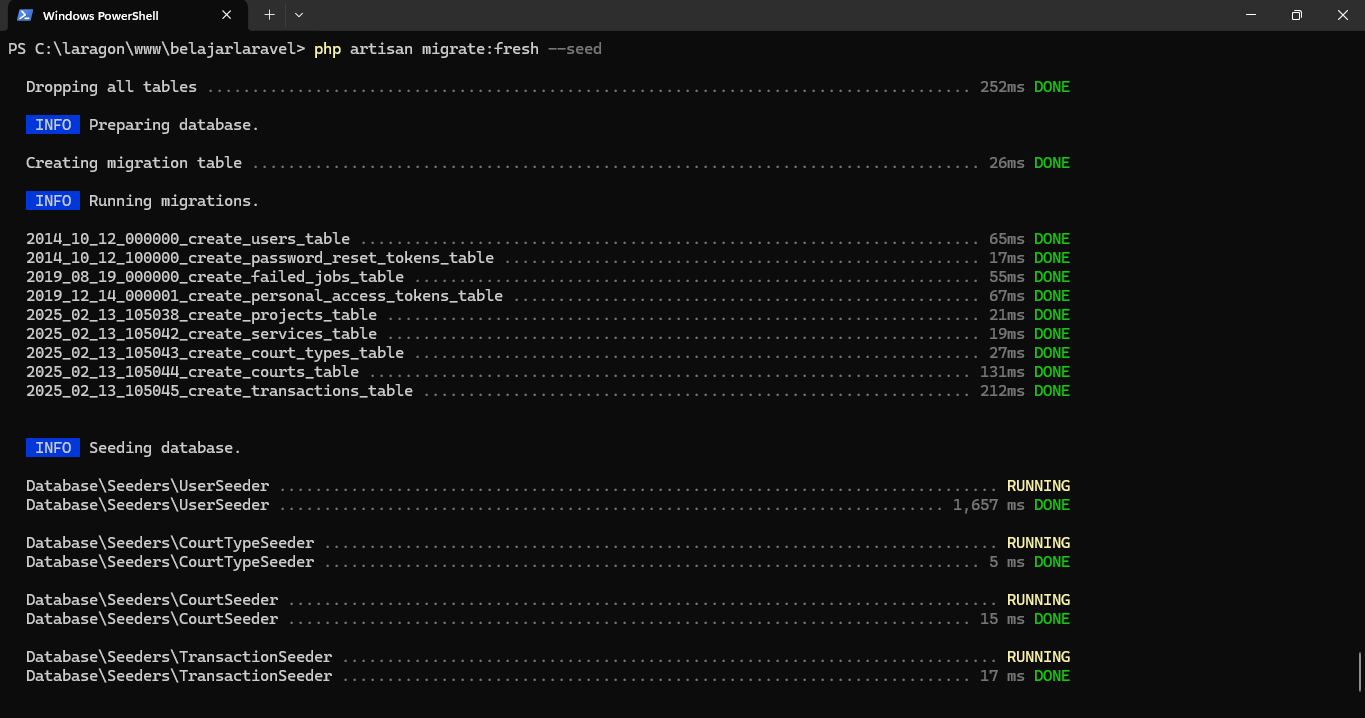 Windows PowerShell
PS C:\laragon\www\belajarlaravel> php artisan migrate:fresh --seed
Dropping all tables ..................................................................................... 252ms DONE
INFO Preparing database.
Creating migration table ................................................................................. 26ms DONE
INFO Running migrations.
2014_10_12_000000_create_users_table ..................................................................... 65ms DONE
2014_10_12_100000_create_password_reset_tokens_table ..................................................... 17ms DONE
2019_08_19_000000_create_failed_jobs_table ............................................................... 55ms DONE
2019_12_14_000001_create_personal_access_tokens_table .................................................... 67ms DONE
2025_02_13_105038_create_projects_table .................................................................. 21ms DONE
2025_02_13_105042_create_services_table .................................................................. 19ms DONE
2025_02_13_105043_create_court_types_table ............................................................... 27ms DONE
2025_02_13_105044_create_courts_table ................................................................... 131ms DONE
2025_02_13_105045_create_transactions_table ............................................................. 212ms DONE
INFO Seeding database.
Database\Seeders\UserSeeder ................................................................................ RUNNING
Database\Seeders\UserSeeder .......................................................................... 1,657 ms DONE
Database\Seeders\CourtTypeSeeder ........................................................................... RUNNING
Database\Seeders\CourtTypeSeeder ......................................................................... 5 ms DONE
Database\Seeders\CourtSeeder ............................................................................... RUNNING
Database\Seeders\CourtSeeder ............................................................................ 15 ms DONE
Database\Seeders\TransactionSeeder ......................................................................... RUNNING
Database\Seeders\TransactionSeeder ...................................................................... 17 ms DONE